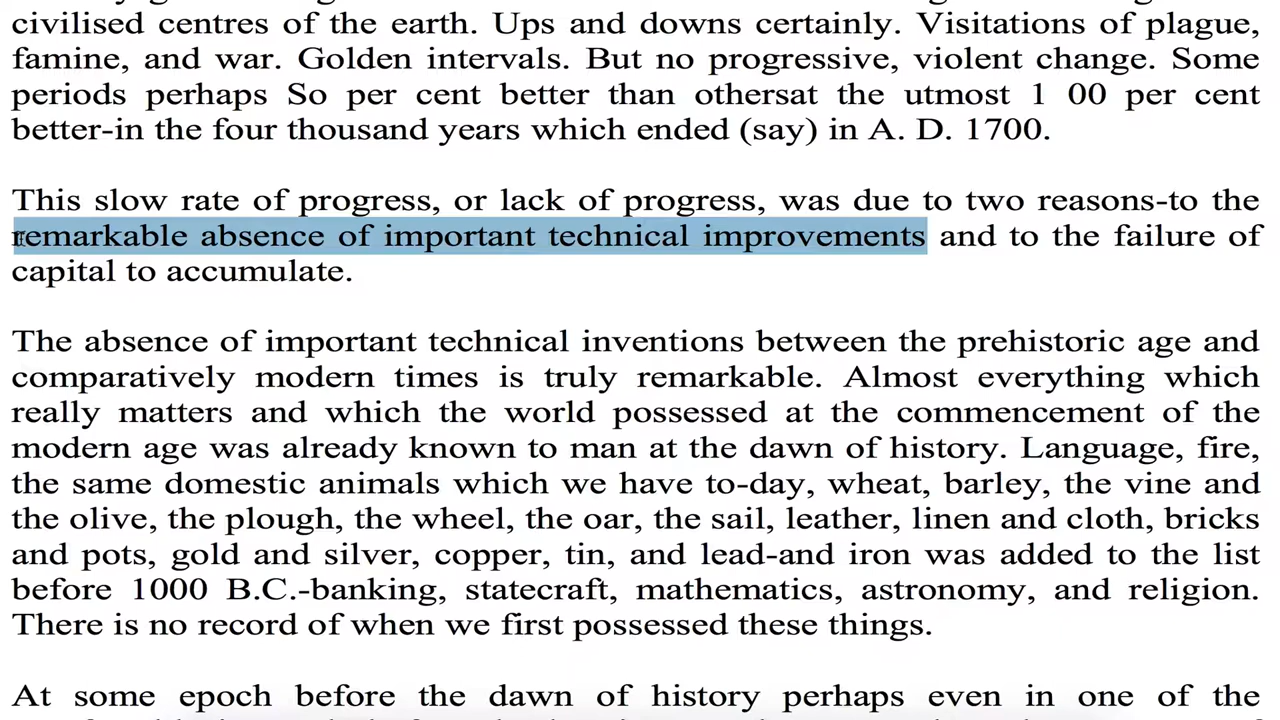 civilised centres of the earth. Ups and downs certainly. Visitations of plague,
famine, and war. Golden intervals. But no progressive, violent change. Some
periods perhaps So per cent better than othersat the utmost 1 00 per cent
better-in the four thousand years which ended (say) in A. D. 1700.
This slow rate of progress, or lack of progress, was due to two reasons-to the
remarkable absence of important technical improvements and to the failure of
capital to accumulate.
The absence of important technical inventions between the prehistoric age and
comparatively modern times is truly remarkable. Almost everything which
really matters and which the world possessed at the commencement of the
modern age was already known to man at the dawn of history. Language, fire,
the same domestic animals which we have to-day, wheat, barley, the vine and
the olive, the plough, the wheel, the oar, the sail, leather, linen and cloth, bricks
and pots, gold and silver, copper, tin, and lead-and iron was added to the list
before 1000 B.C.-banking, statecraft, mathematics, astronomy, and religion.
There is no record of when we first possessed these things.
At some epoch before the dawn of history perhaps even in one of the